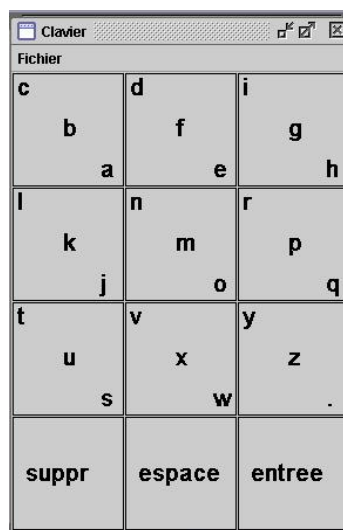 Clavier
Fichier
c d i
b f g
a e h
l n r
k m p
j o q
t v y
u x z
s w .
suppr espace entree